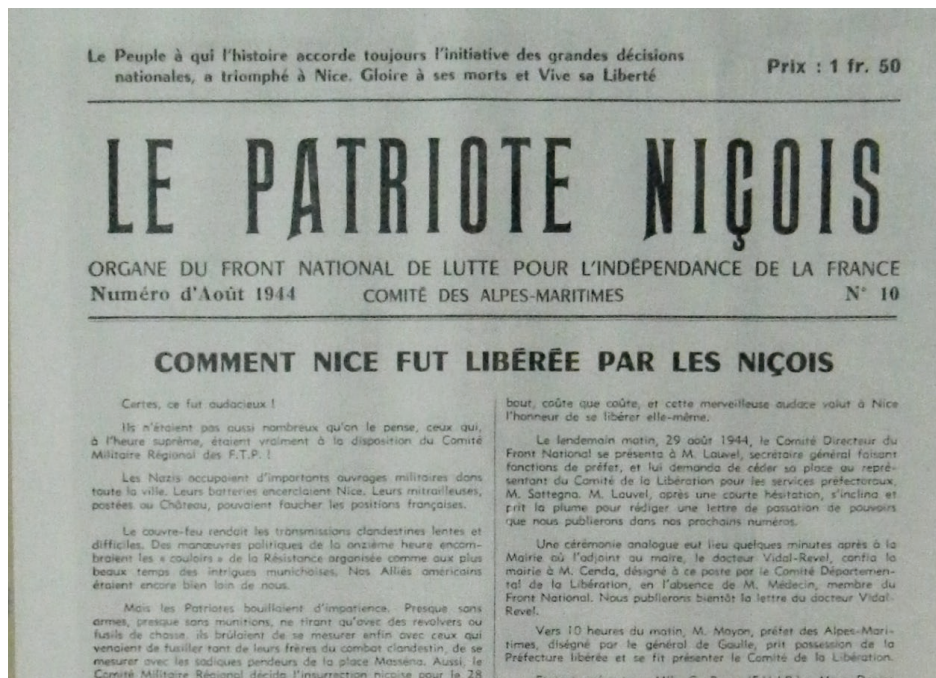 Le Peuple à qui l'histoire accorde toujours l'initiative des grandes décisions
nationales, a triomphé à Nice. Gloire à ses morts et Vive sa Liberté
Prix : 1 fr. 50
LE PATRIOTE NIÇOIS
ORGANE DU FRONT NATIONAL DE LUTTE POUR L'INDÉPENDANCE DE LA FRANCE
Numéro d'Août 1944 COMITÉ DES ALPES-MARITIMES N° 10
COMMENT NICE FUT LIBÉRÉE PAR LES NIÇOIS
Certes, ce fut audacieux !
Ils n'étaient pas aussi nombreux qu'on le pense, ceux qui,
à l'heure suprême, étaient vraiment à la disposition du Comité
Militaire Régional des F.T.P. !
Les Nazis occupaient d'importants ouvrages militaires dans
toute la ville. Leurs batteries encerclaient Nice. Leurs mitrailleuses,
postées au Château, pouvaient faucher les positions françaises.
Le couvre-feu rendait les transmissions clandestines lentes et
difficiles. Des manœuvres politiques de la onzième heure encom-
braient les « couloirs » de la Résistance organisée comme aux plus
beaux temps des intrigues munichoises. Nos Alliés américains
étaient encore bien loin de nous.
Mais les Patriotes bouillaient d'impatience. Presque sans
armes, presque sans munitions, ne tirant qu'avec des revolvers ou
fusils de chasse, ils brûlaient de se mesurer enfin avec ceux qui
venaient de fusiller tant de leurs frères du combat clandestin, de se
mesurer avec les sadiques pendeurs de la place Masséna. Aussi, le
Comité Militaire Régional décida l'insurrection niçoise pour le 28
bout, coûte que coûte, et cette merveilleuse audace valut à Nice
l'honneur de se libérer elle-même.
Le lendemain matin, 29 août 1944, le Comité Directeur du
Front National se présenta à M. Lauvel, secrétaire général faisant
fonctions de préfet, et lui demanda de céder sa place au repré-
sentant du Comité de la Libération pour les services préfectoraux,
M. Sattegna. M. Lauvel, après une courte hésitation, s'inclina et
prit la plume pour rédiger une lettre de passation de pouvoirs
que nous publierons dans nos prochains numéros.
Une cérémonie analogue eut lieu quelques minutes après à la
Mairie où l'adjoint au maire, le docteur Vidal-Revel, confia la
mairie à M. Cenda, désigné à ce poste par le Comité Départemen-
tal de la Libération, en l'absence de M. Médecin, membre du
Front National. Nous publierons bientôt la lettre du docteur Vidal-
Revel.
Vers 10 heures du matin, M. Moyon, préfet des Alpes-Mari-
times, diségné par le général de Gaulle, prit possession de la
Préfecture libérée et se fit présenter le Comité de la Libération.